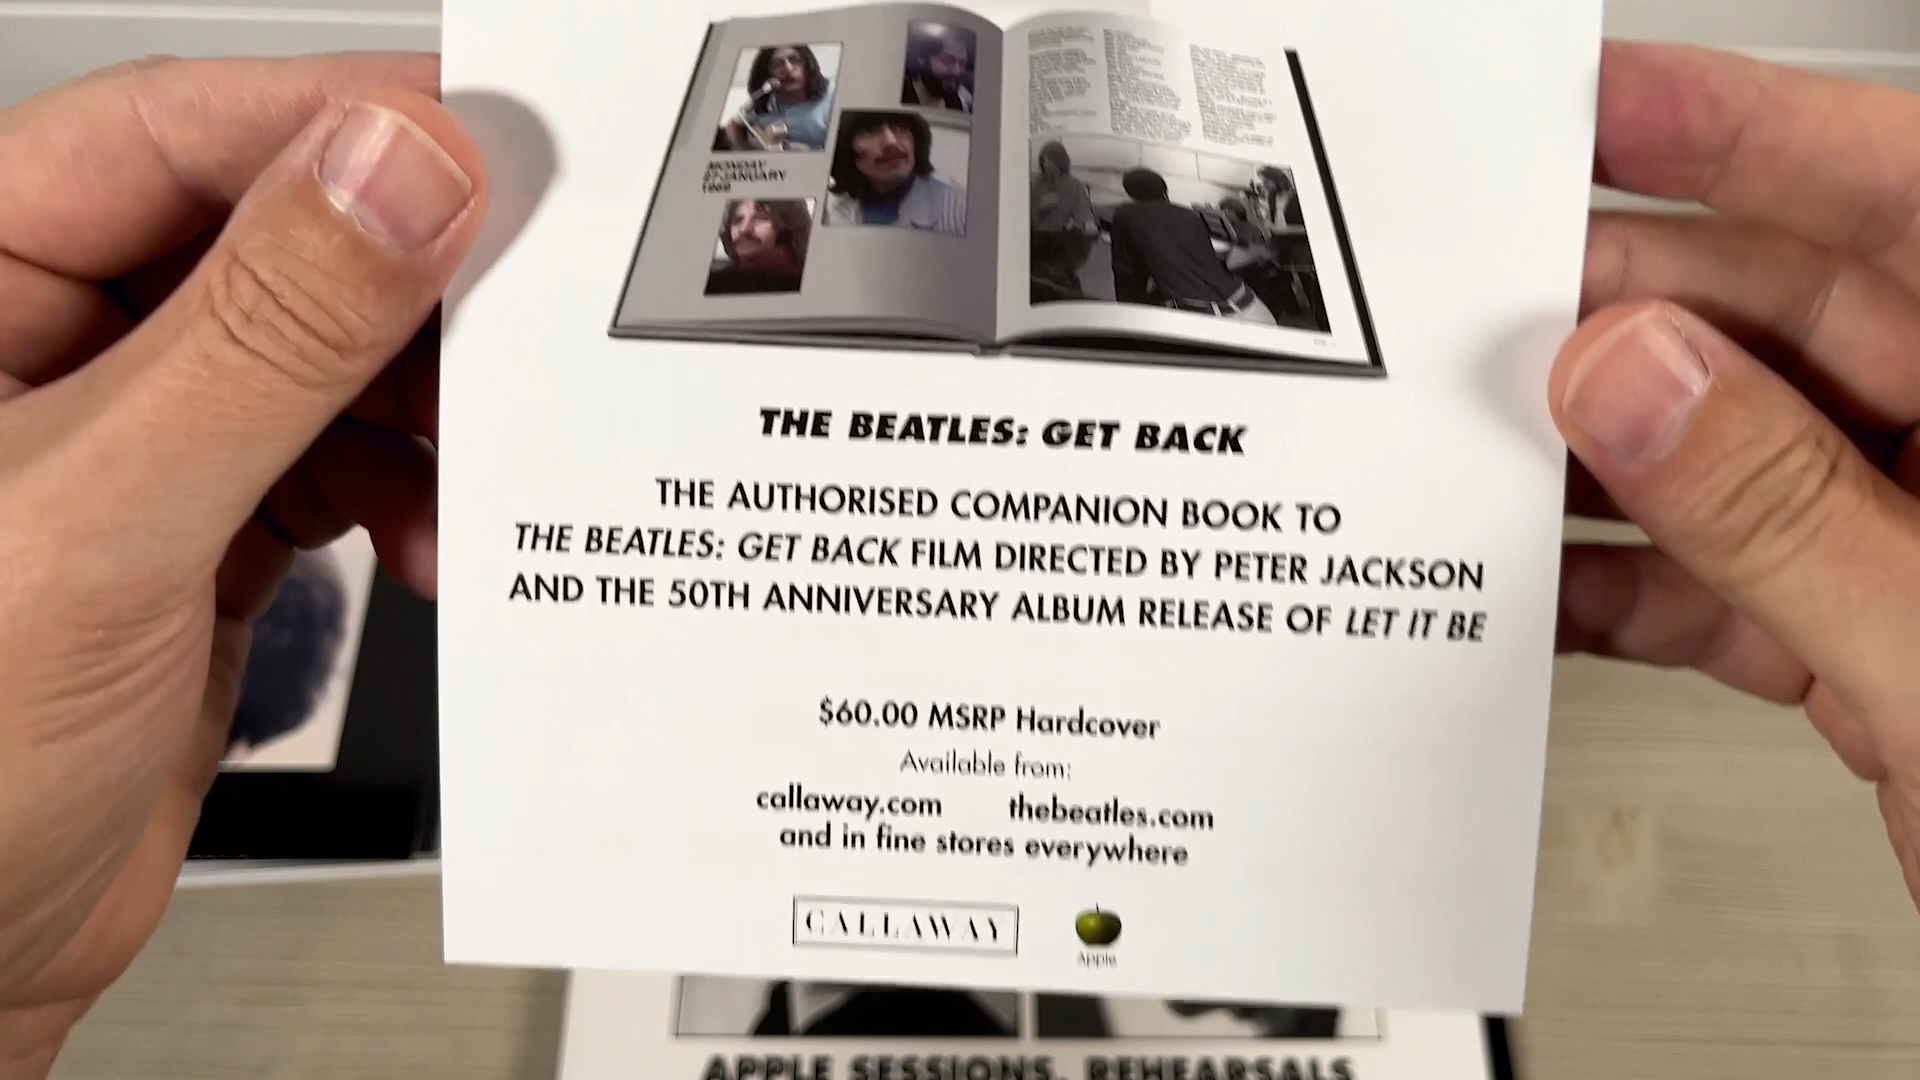 MONDAY
27 JANUARY
1969
THE BEATLES: GET BACK
THE AUTHORISED COMPANION BOOK TO
THE BEATLES: GET BACK FILM DIRECTED BY PETER JACKSON
AND THE 50TH ANNIVERSARY ALBUM RELEASE OF LET IT BE
$60.00 MSRP Hardcover
Available from:
callaway.com thebeatles.com
and in fine stores everywhere
CALLAWAY
Apple
APPLE SESSIONS, REHEARSALS